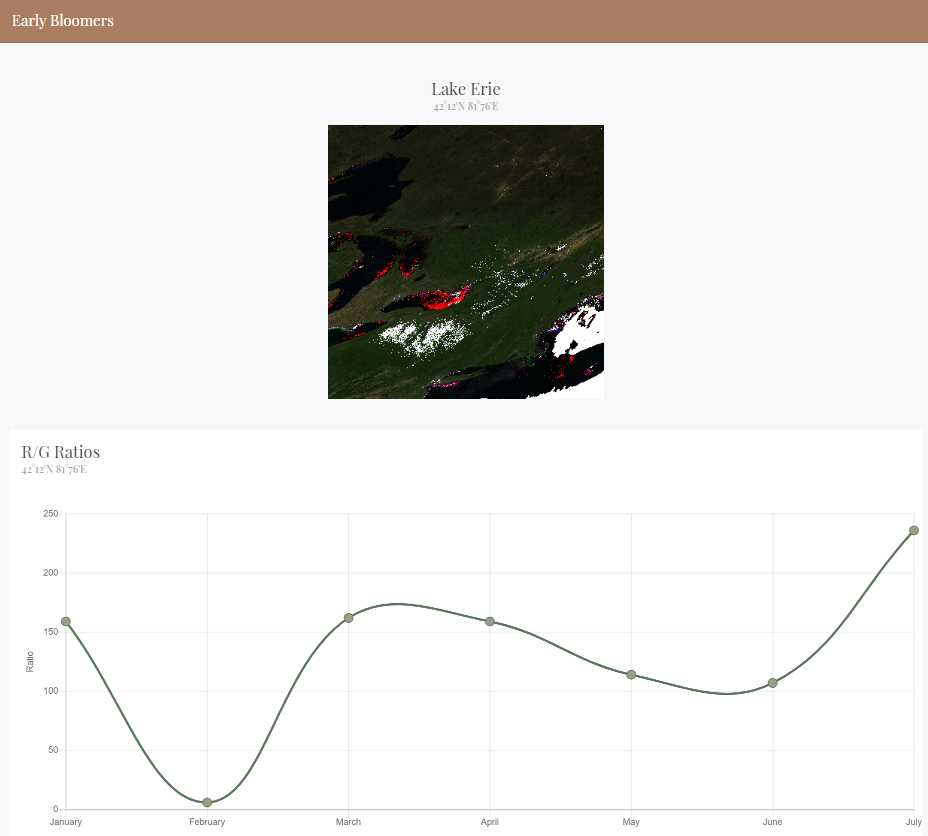 Early Bloomers
Lake Erie
42°12'N 81°76'E
R/G Ratios
42°12'N 81°76'E
250
200
150
100
50
0
Ratio
January February March April May June July